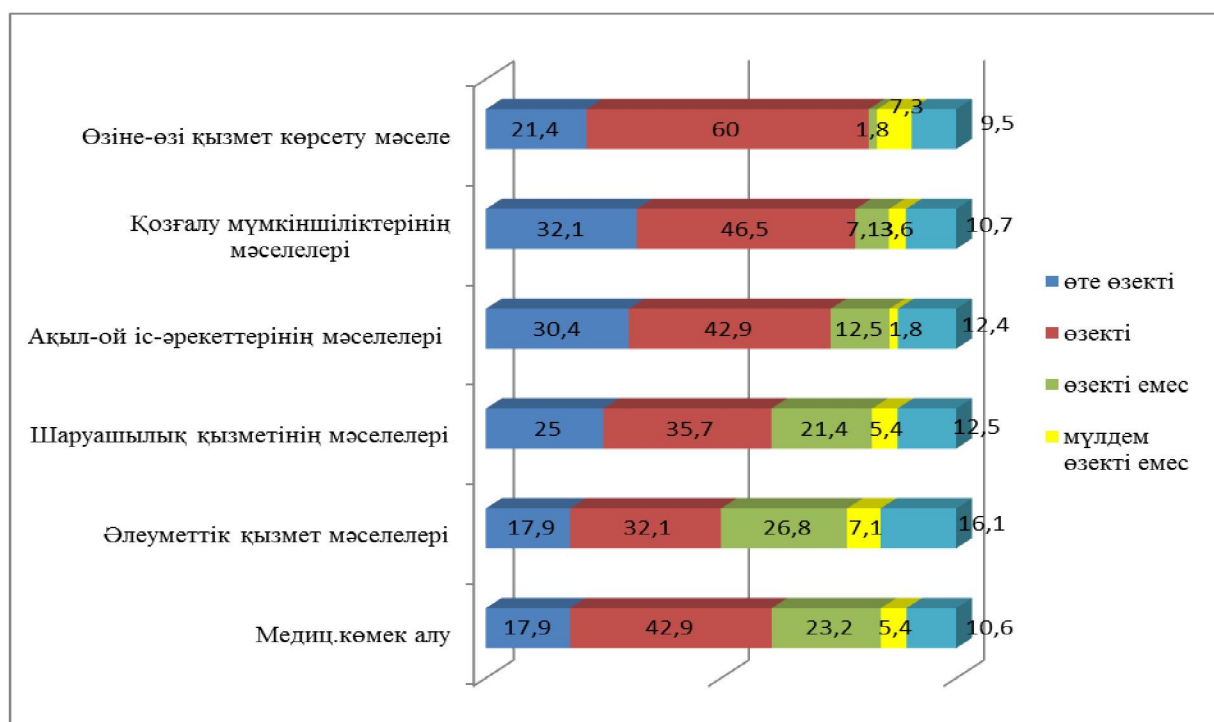 Өзіне-өзі қызмет көрсету мәселе
21,4 60 1,8 7,3 9,5
Қозғалу мүмкіншіліктерінің
мәселелері
32,1 46,5 7,1 3,6 10,7
Ақыл-ой іс-әрекеттерінің мәселелері
30,4 42,9 12,5 1,8 12,4
Шаруашылық қызметінің мәселелері
25 35,7 21,4 5,4 12,5
Әлеуметтік қызмет мәселелері
17,9 32,1 26,8 7,1 16,1
Медиц.көмек алу
17,9 42,9 23,2 5,4 10,6
өте өзекті
өзекті
өзекті емес
мүлдем
өзекті емес